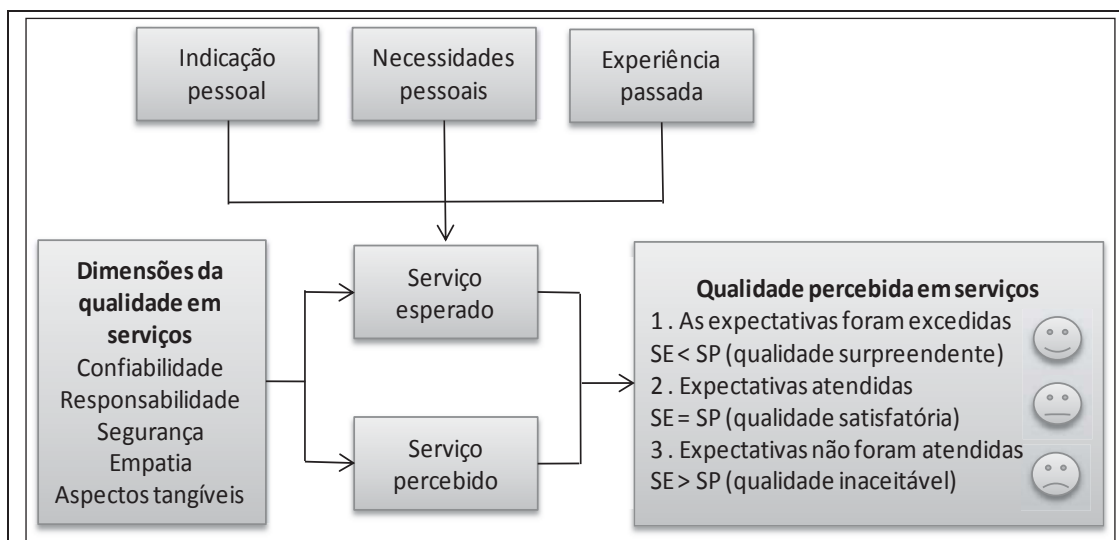 Indicação
pessoal
Necessidades
pessoais
Experiência
passada
Dimensões da
qualidade em
serviços
Confiabilidade
Responsabilidade
Segurança
Empatia
Aspectos tangíveis
Serviço
esperado
Serviço
percebido
Qualidade percebida em serviços
1 . As expectativas foram excedidas
SE < SP (qualidade surpreendente)
2 . Expectativas atendidas
SE = SP (qualidade satisfatória)
3 . Expectativas não foram atendidas
SE > SP (qualidade inaceitável)